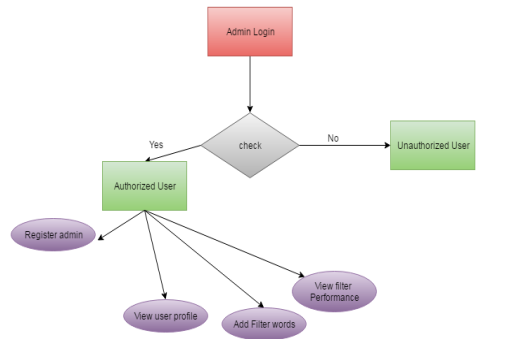 Admin Login
check
Yes
No
Unauthorized User
Authorized User
Register admin
View filter
Performance
View user profile
Add Filter words